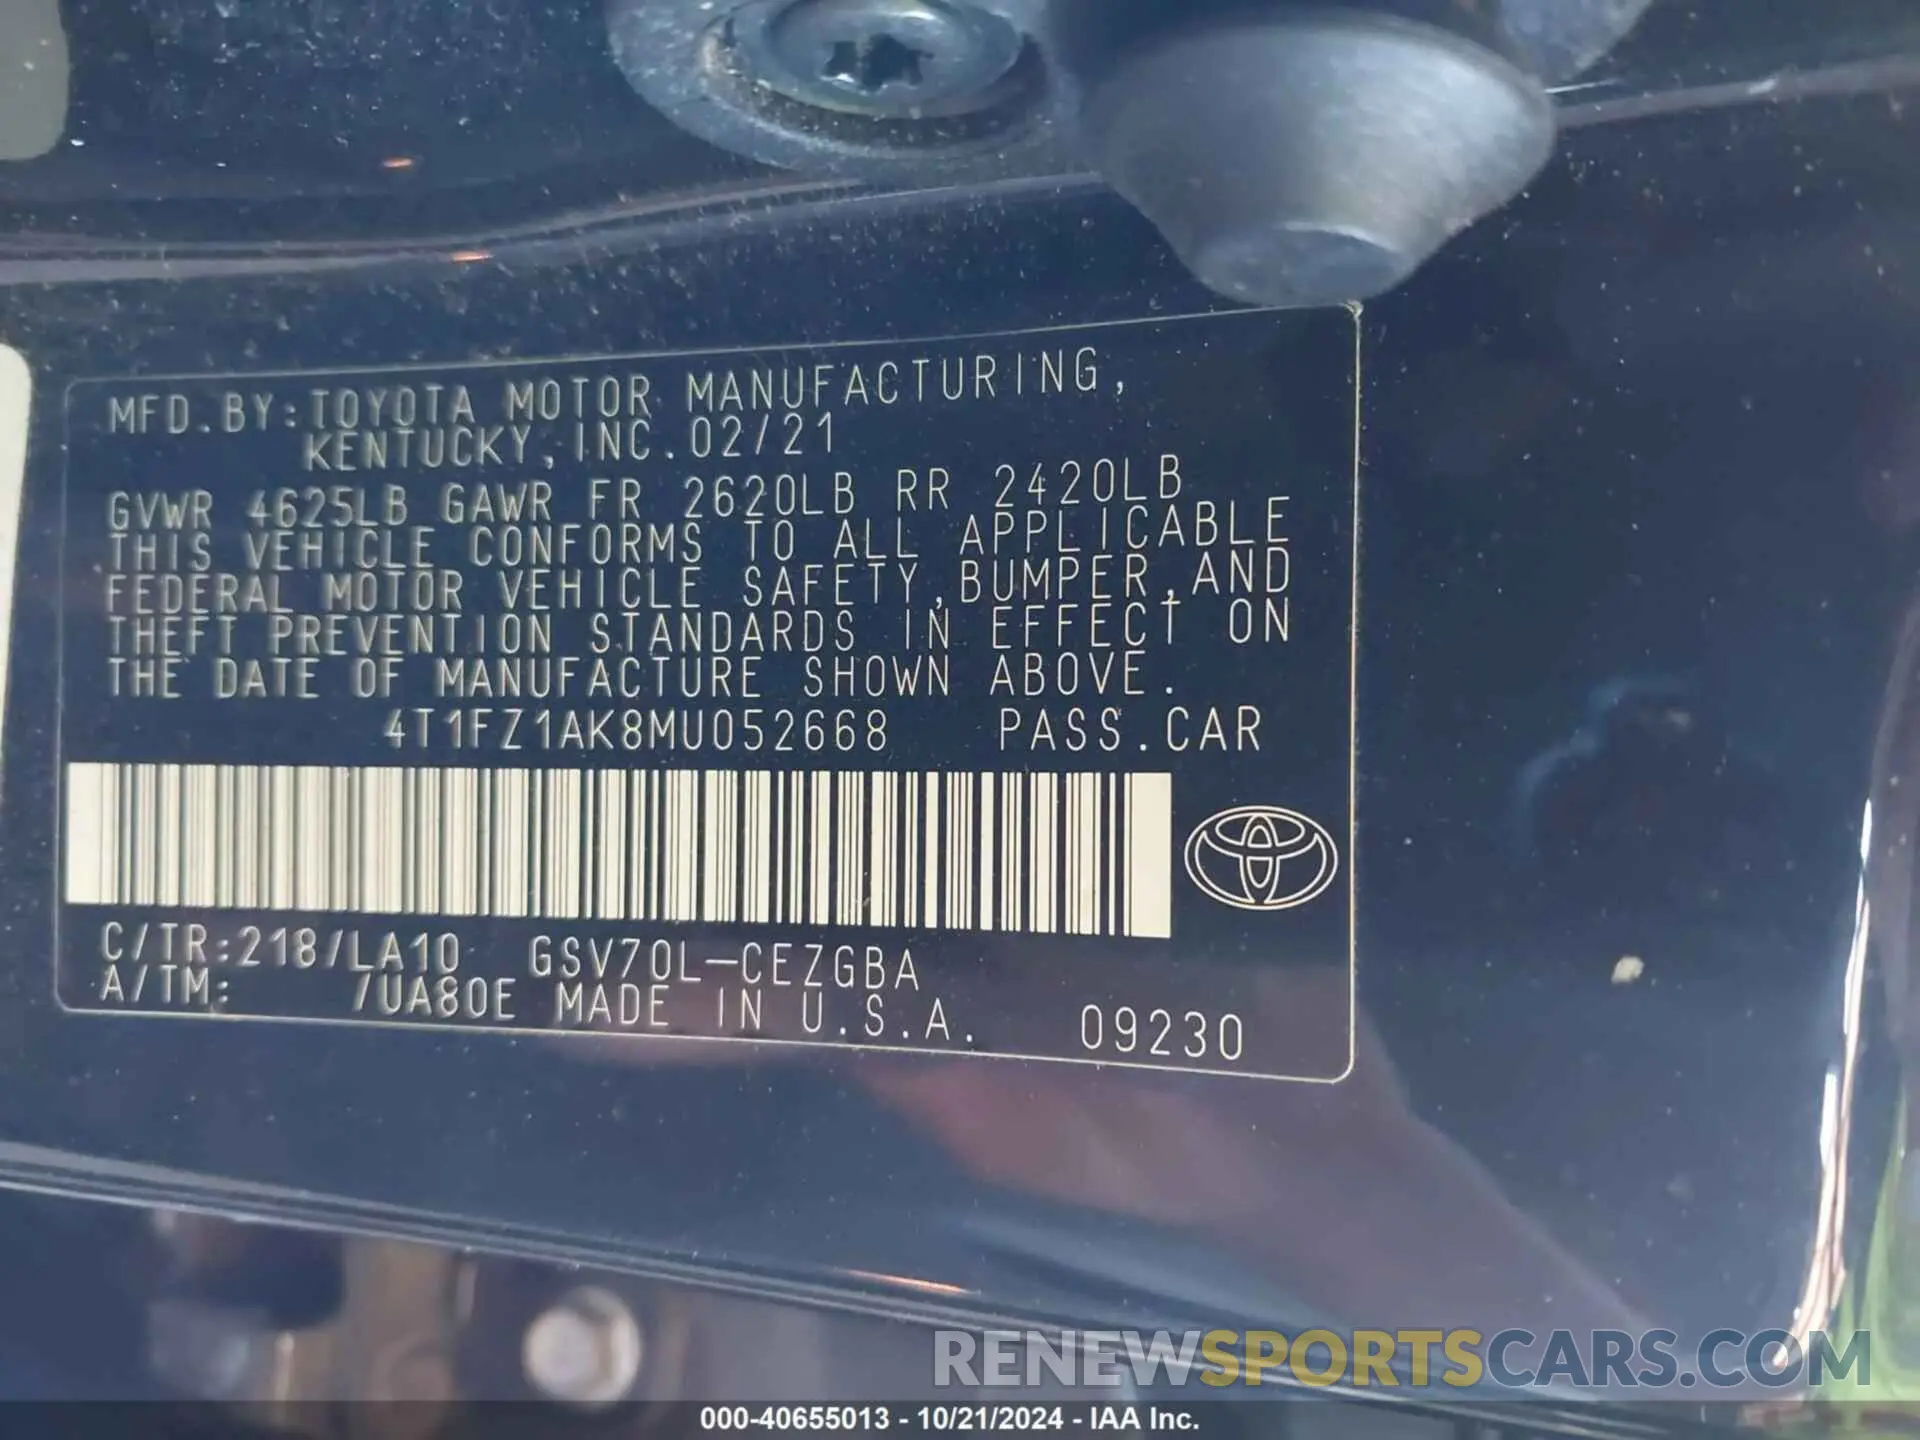 MFD.BY:TOYOTA MOTOR MANUFACTURING,
KENTUCKY,INC.02/21
GVWR 4625LB GAWR FR 2620LB RR 2420LB
THIS VEHICLE CONFORMS TO ALL APPLICABLE
FEDERAL MOTOR VEHICLE SAFETY,BUMPER,AND
THEFT PREVENTION STANDARDS IN EFFECT ON
THE DATE OF MANUFACTURE SHOWN ABOVE.
4T1FZ1AK8MU052668 PASS.CAR
C/TR:218/LA10 GSV70L-CEZGBA
A/TM: /UA80E MADE IN U.S.A. 09230
RENEWSPORTSCARS.COM
000-40655013 - 10/21/2024 - IAA Inc.